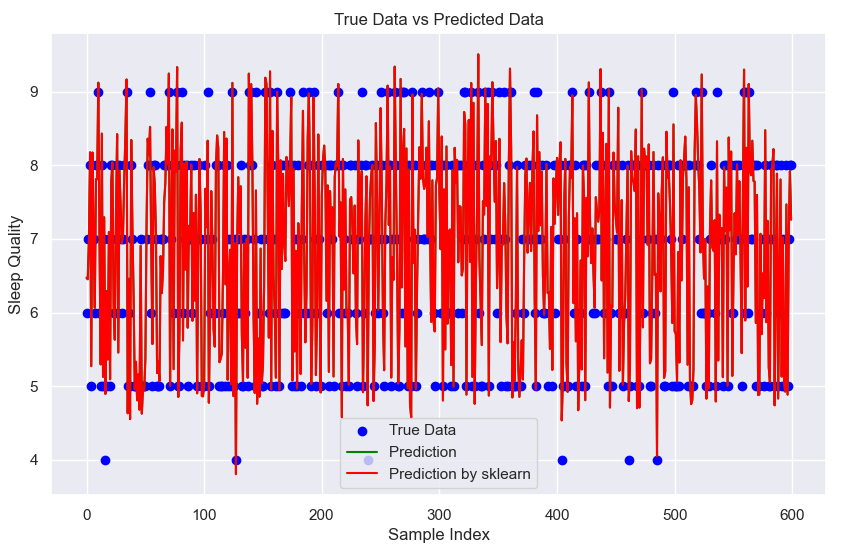 True Data vs Predicted Data
Sleep Quality
9
8
7
6
5
4
True Data
Prediction
Prediction by sklearn
0 100 200 300 400 500 600
Sample Index